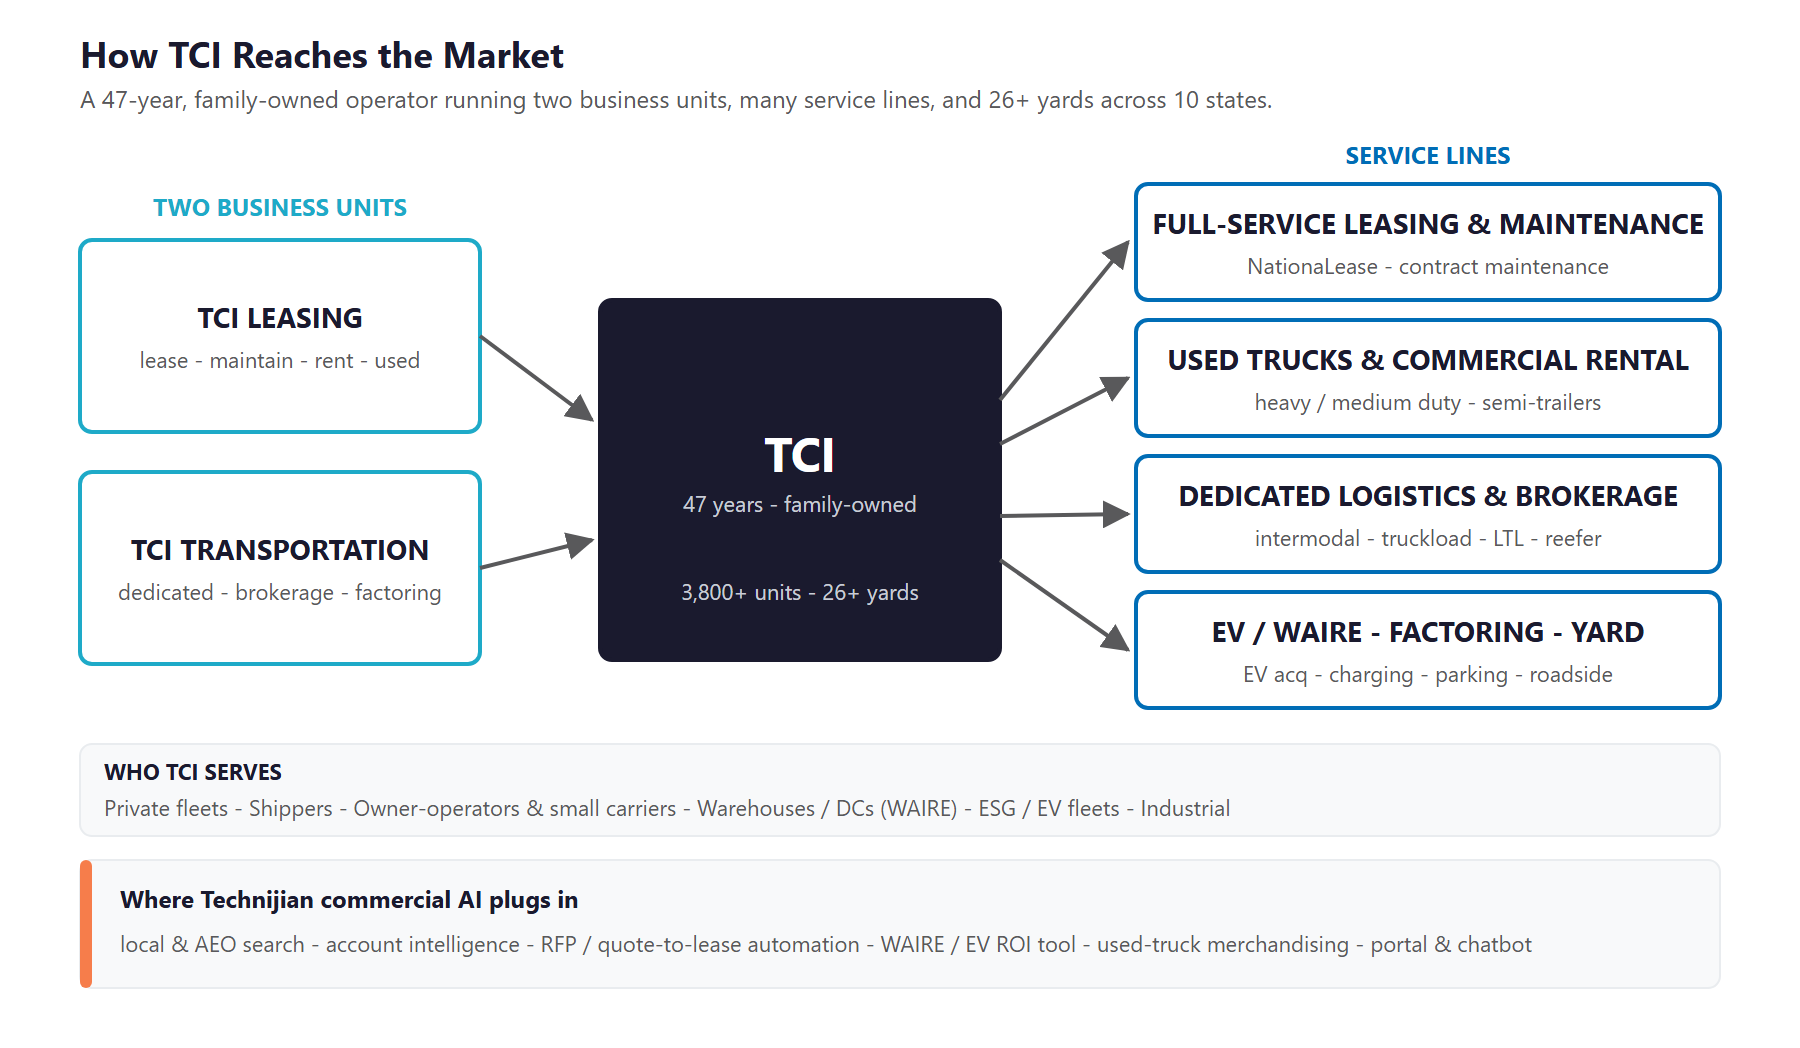 How TCI Reaches the Market
A 47-year, family-owned operator running two business units, many service lines, and 26+ yards across 10 states.
TWO BUSINESS UNITS
TCI LEASING
lease - maintain - rent - used
TCI TRANSPORTATION
dedicated - brokerage - factoring
TCI
47 years - family-owned
3,800+ units - 26+ yards
SERVICE LINES
FULL-SERVICE LEASING & MAINTENANCE
NationaLease - contract maintenance
USED TRUCKS & COMMERCIAL RENTAL
heavy / medium duty - semi-trailers
DEDICATED LOGISTICS & BROKERAGE
intermodal - truckload - LTL - reefer
EV / WAIRE - FACTORING - YARD
EV acq - charging - parking - roadside
WHO TCI SERVES
Private fleets - Shippers - Owner-operators & small carriers - Warehouses / DCs (WAIRE) - ESG / EV fleets - Industrial
Where Technijian commercial AI plugs in
local & AEO search - account intelligence - RFP / quote-to-lease automation - WAIRE / EV ROI tool - used-truck merchandising - portal & chatbot